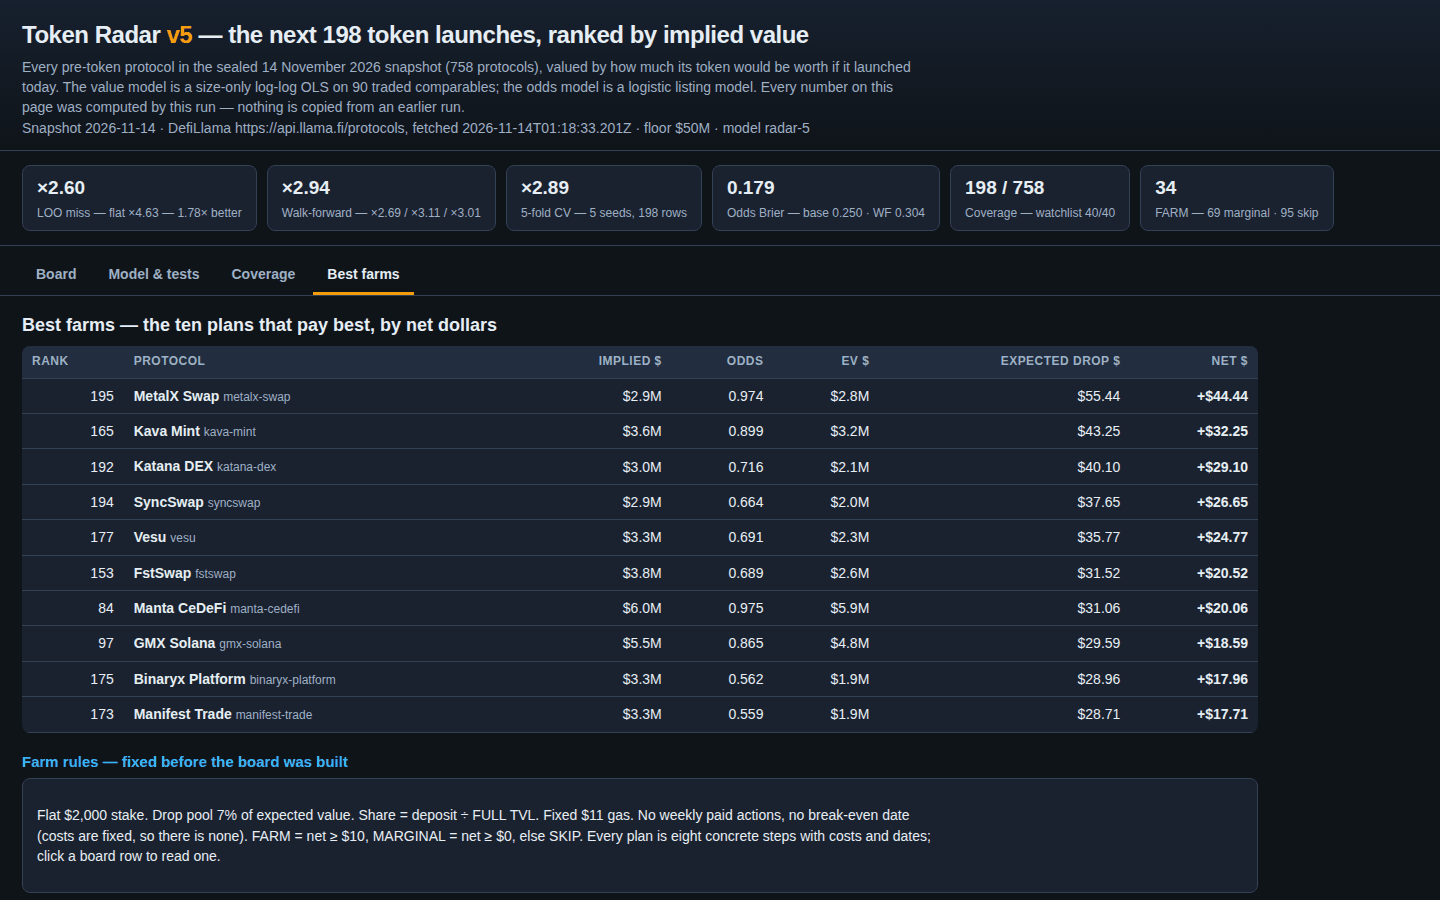 Token Radar v5 — the next 198 token launches, ranked by implied value
Every pre-token protocol in the sealed 14 November 2026 snapshot (758 protocols), valued by how much its token would be worth if it launched
today. The value model is a size-only log-log OLS on 90 traded comparables; the odds model is a logistic listing model. Every number on this
page was computed by this run — nothing is copied from an earlier run.
Snapshot 2026-11-14 · DefiLlama https://api.llama.fi/protocols, fetched 2026-11-14T01:18:33.201Z · floor $50M · model radar-5
×2.60
LOO miss — flat ×4.63 — 1.78× better
×2.94
Walk-forward — ×2.69 / ×3.11 / ×3.01
×2.89
5-fold CV — 5 seeds, 198 rows
0.179
Odds Brier — base 0.250 · WF 0.304
198 / 758
Coverage — watchlist 40/40
34
FARM — 69 marginal · 95 skip
Board Model & tests Coverage Best farms
Best farms — the ten plans that pay best, by net dollars
RANK PROTOCOL IMPLIED $ ODDS EV $ EXPECTED DROP $ NET $
195 MetalX Swap metalx-swap $2.9M 0.974 $2.8M $55.44 +$44.44
165 Kava Mint kava-mint $3.6M 0.899 $3.2M $43.25 +$32.25
192 Katana DEX katana-dex $3.0M 0.716 $2.1M $40.10 +$29.10
194 SyncSwap syncswap $2.9M 0.664 $2.0M $37.65 +$26.65
177 Vesu vesu $3.3M 0.691 $2.3M $35.77 +$24.77
153 FstSwap fstswap $3.8M 0.689 $2.6M $31.52 +$20.52
84 Manta CeDeFi manta-cedefi $6.0M 0.975 $5.9M $31.06 +$20.06
97 GMX Solana gmx-solana $5.5M 0.865 $4.8M $29.59 +$18.59
175 Binaryx Platform binaryx-platform $3.3M 0.562 $1.9M $28.96 +$17.96
173 Manifest Trade manifest-trade $3.3M 0.559 $1.9M $28.71 +$17.71
Farm rules — fixed before the board was built
Flat $2,000 stake. Drop pool 7% of expected value. Share = deposit ÷ FULL TVL. Fixed $11 gas. No weekly paid actions, no break-even date
(costs are fixed, so there is none). FARM = net ≥ $10, MARGINAL = net ≥ $0, else SKIP. Every plan is eight concrete steps with costs and dates;
click a board row to read one.